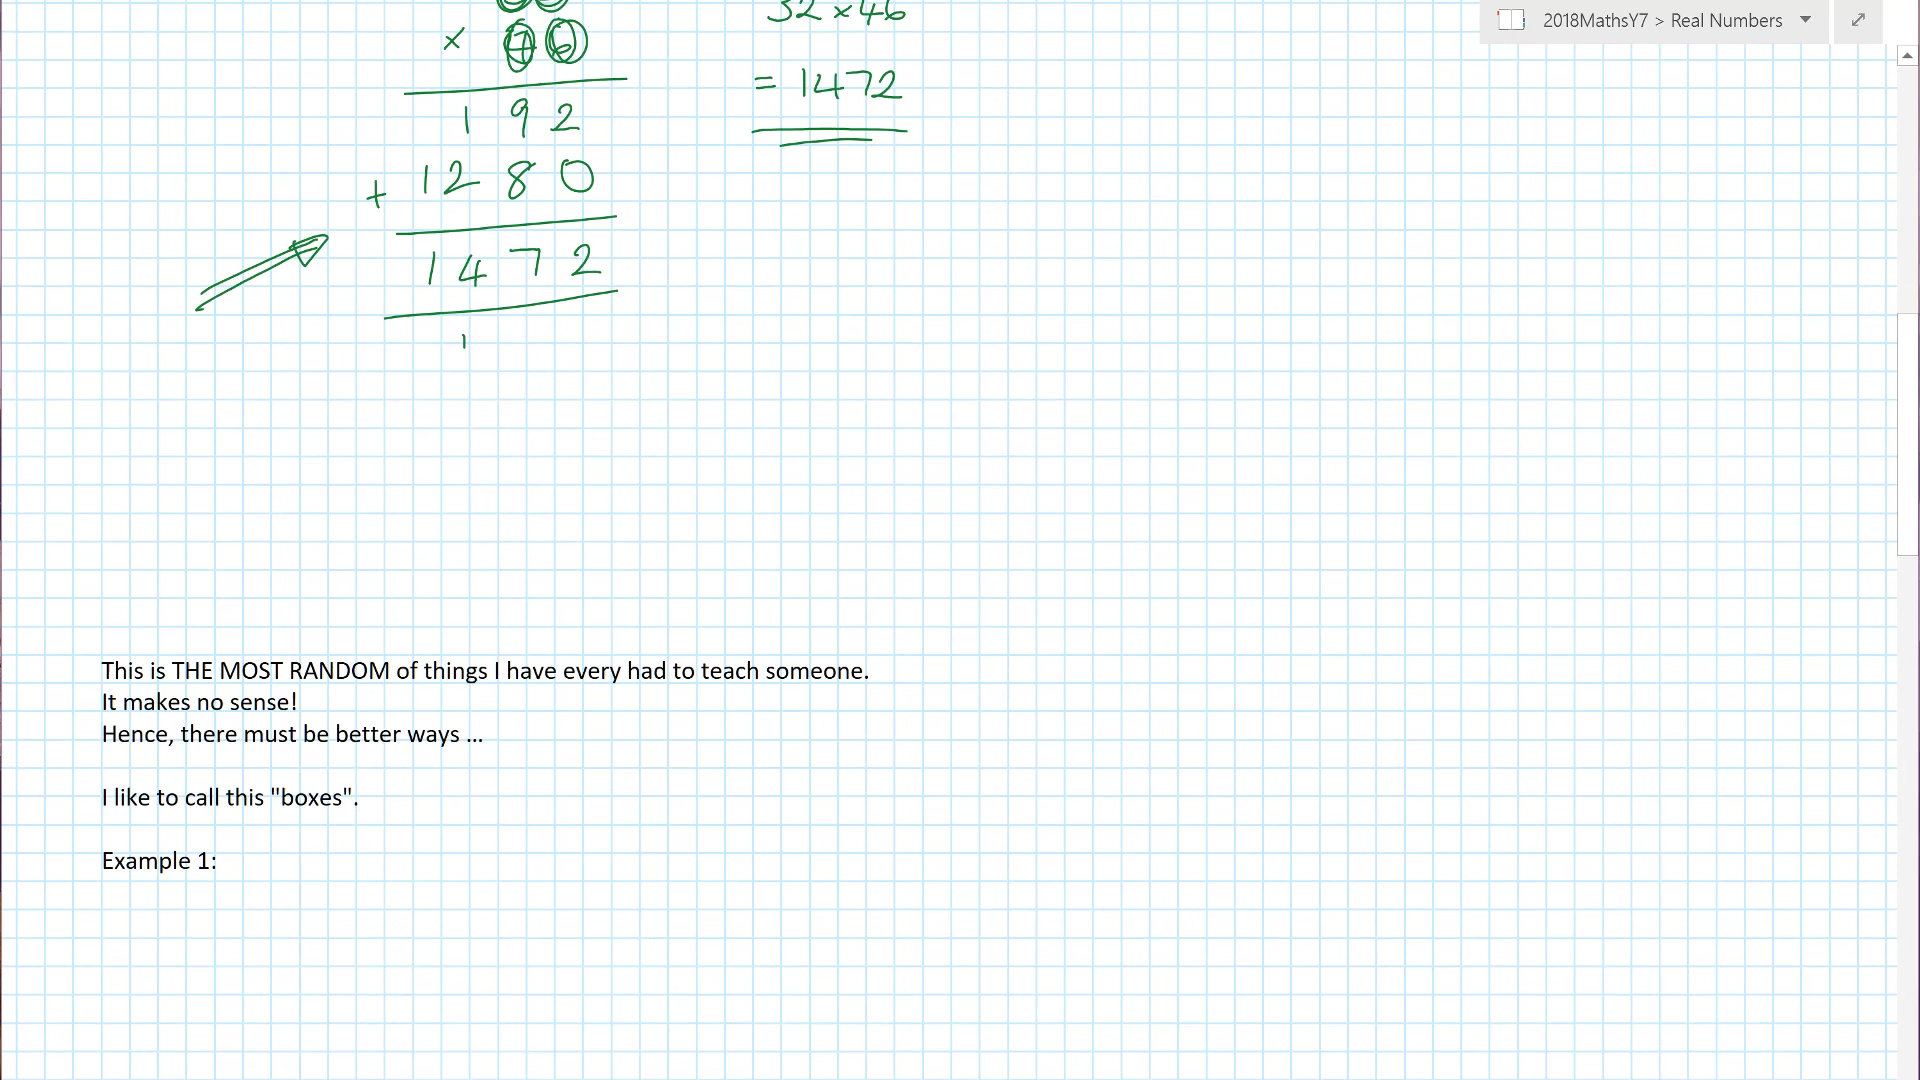 32 × 46
2018MathsY7 > Real Numbers
× 46
= 1472
1 9 2
+ 1 2 8 0
1 4 7 2
1
This is THE MOST RANDOM of things I have every had to teach someone.
It makes no sense!
Hence, there must be better ways ...
I like to call this "boxes".
Example 1: